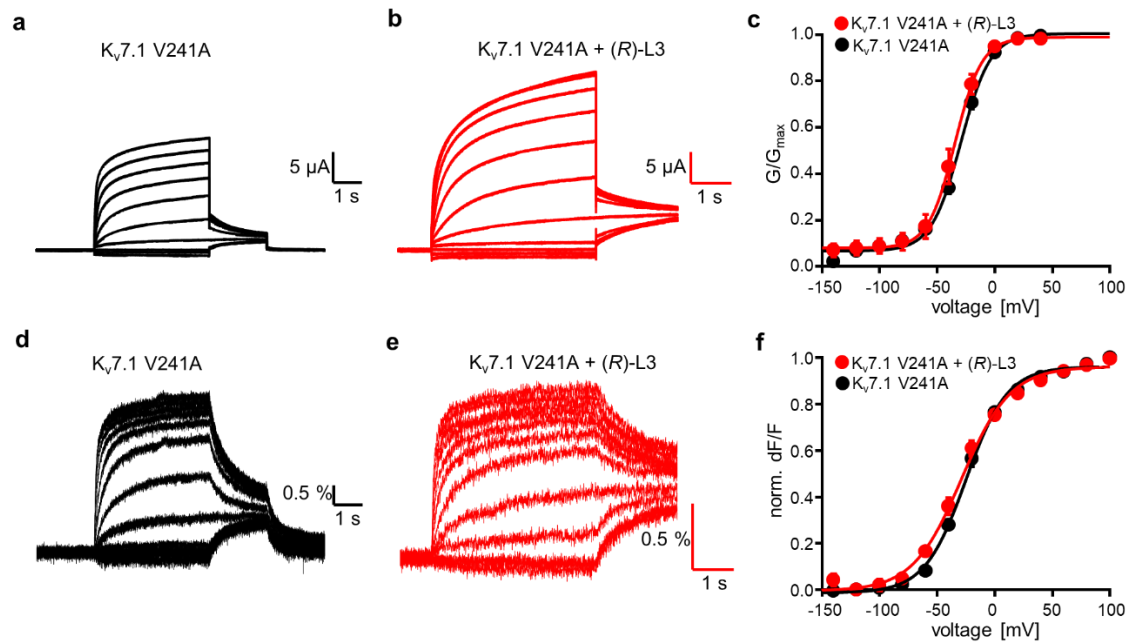 a
Kv7.1 V241A
5 µA
1 s
b
Kv7.1 V241A + (R)-L3
5 µA
1 s
c
Kv7.1 V241A + (R)-L3
Kv7.1 V241A
G/Gmax
1.0
0.8
0.6
0.4
0.2
0.0
-150 -100 -50 0 50 100
voltage [mV]
d
Kv7.1 V241A
0.5 %
1 s
e
Kv7.1 V241A + (R)-L3
0.5 %
1 s
f
Kv7.1 V241A + (R)-L3
Kv7.1 V241A
norm. dF/F
1.0
0.8
0.6
0.4
0.2
0.0
-150 -100 -50 0 50 100
voltage [mV]